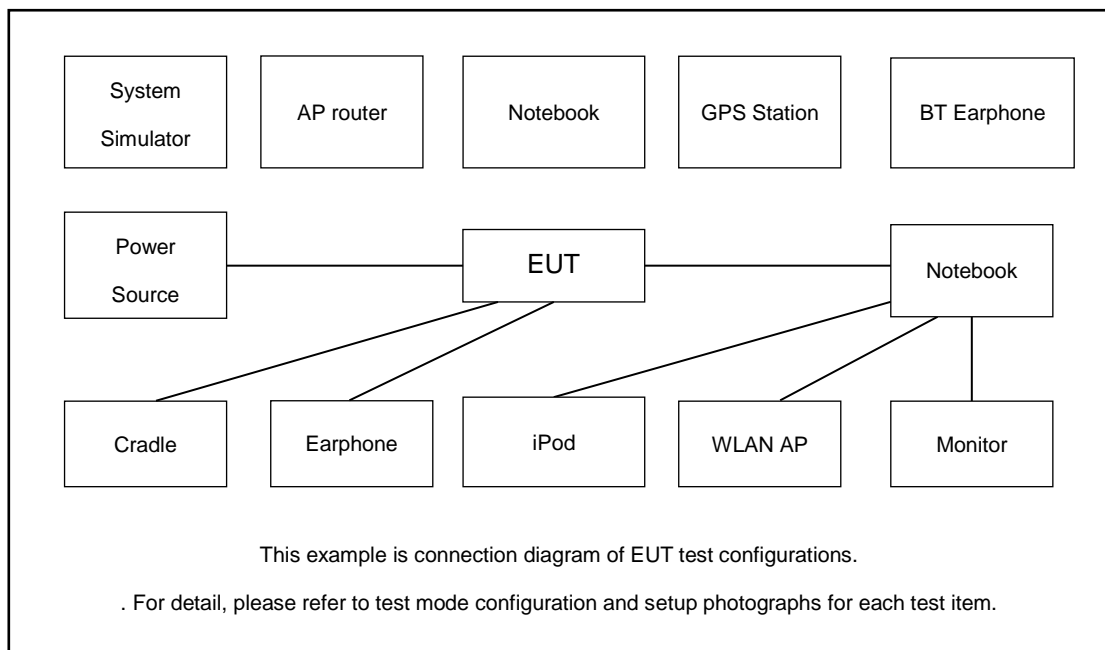 System
Simulator
AP router
Notebook
GPS Station
BT Earphone
Power
Source
EUT
Notebook
Cradle
Earphone
iPod
WLAN AP
Monitor
This example is connection diagram of EUT test configurations.
. For detail, please refer to test mode configuration and setup photographs for each test item.